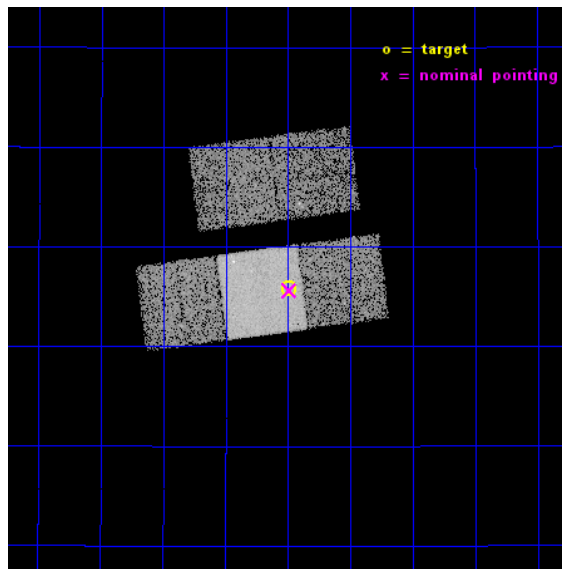 o = target
x = nominal pointing